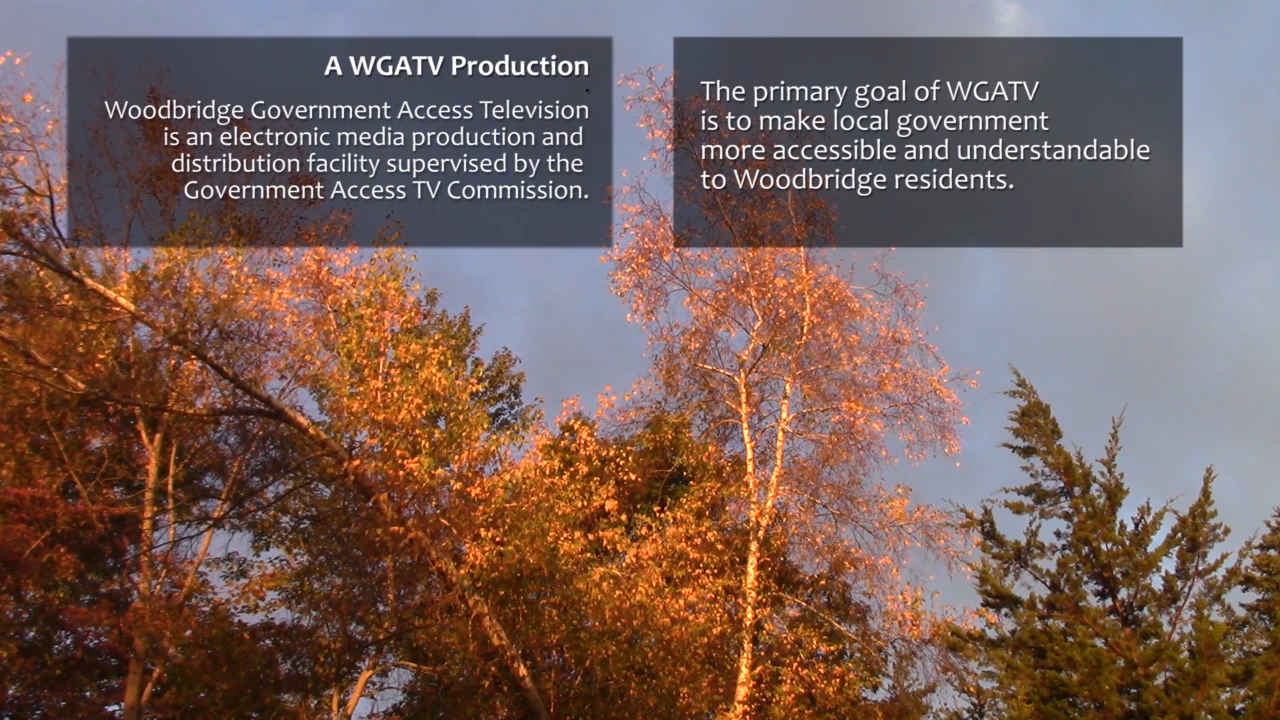 A WGATV Production
Woodbridge Government Access Television
is an electronic media production and
distribution facility supervised by the
Government Access TV Commission.
The primary goal of WGATV
is to make local government
more accessible and understandable
to Woodbridge residents.